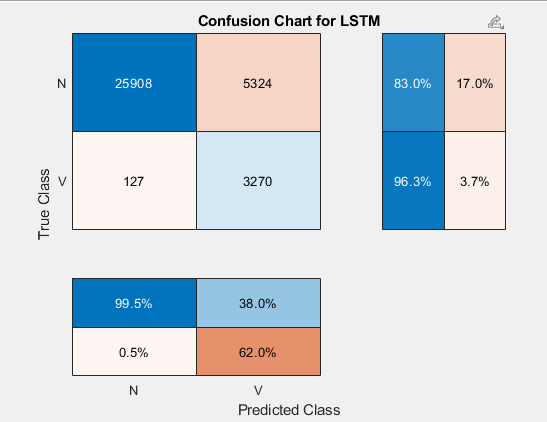 Confusion Chart for LSTM
N 25908 5324 83.0% 17.0%
V 127 3270 96.3% 3.7%
True Class
99.5% 38.0%
0.5% 62.0%
N V
Predicted Class